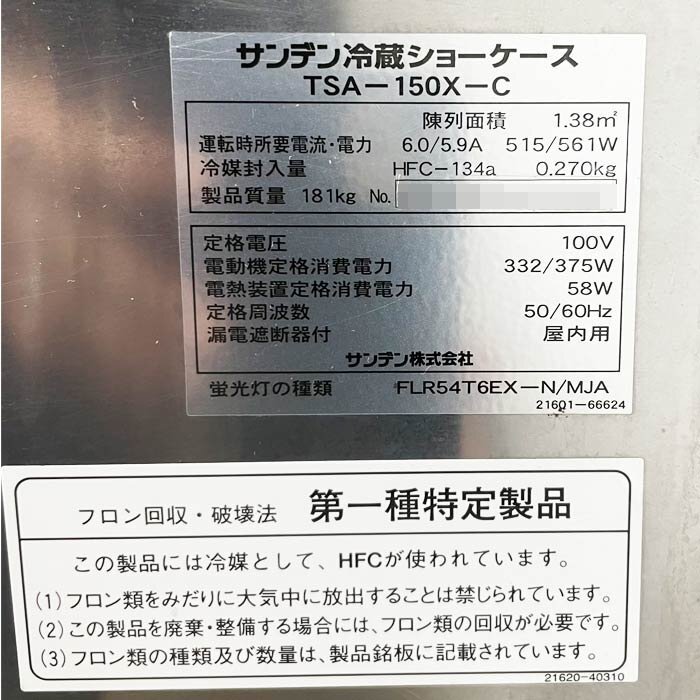 サンデン冷蔵ショーケース
TSA－150X－C
陳列面積 1.38㎡
運転時所要電流・電力 6.0/5.9A 515/561W
冷媒封入量 HFC－134a 0.270kg
製品質量 181kg No.
定格電圧 100V
電動機定格消費電力 332/375W
電熱装置定格消費電力 58W
定格周波数 50/60Hz
漏電遮断器付 屋内用
サンデン株式会社
蛍光灯の種類 FLR54T6EX－N/MJA
21601－66624
フロン回収・破壊法 第一種特定製品
この製品には冷媒として、HFCが使われています。
(1)フロン類をみだりに大気中に放出することは禁じられています。
(2)この製品を廃棄・整備する場合には、フロン類の回収が必要です。
(3)フロン類の種類及び数量は、製品銘板に記載されています。
21620－40310